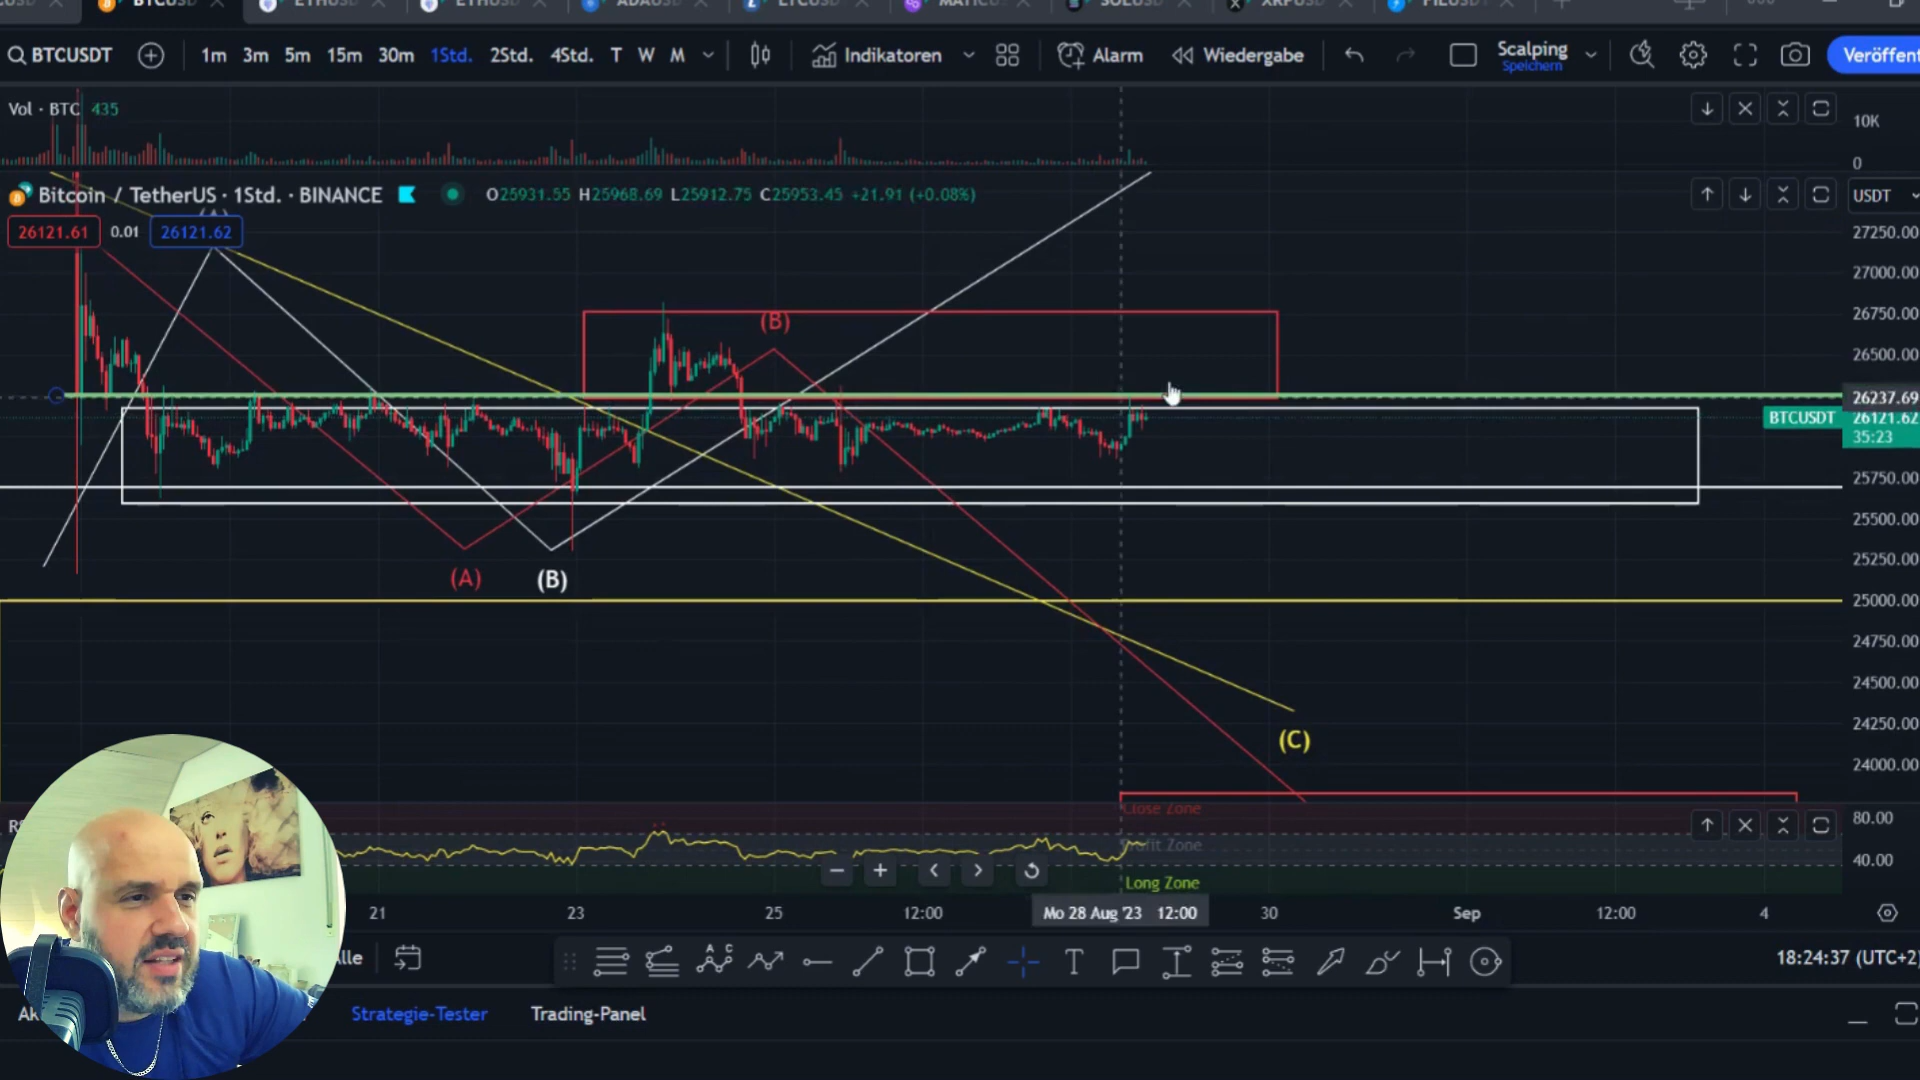 BTCUSDT
1m 3m 5m 15m 30m 1Std. 2Std. 4Std. T W M
Indikatoren
Alarm
Wiedergabe
Scalping
Speichern
Vol · BTC 435
10K
0
Bitcoin / TetherUS · 1Std. · BINANCE
O25931.55 H25968.69 L25912.75 C25953.45 +21.91 (+0.08%)
USDT
26121.61 0.01 26121.62
27250.00
27000.00
26750.00
26500.00
26237.69
BTCUSDT 26121.62
35:23
25750.00
25500.00
25250.00
25000.00
24750.00
24500.00
24250.00
24000.00
(B)
(A) (B)
(C)
Close Zone
80.00
40.00
Long Zone
21 23 25 12:00 Mo 28 Aug '23 12:00 30 Sep 12:00 4
A C
B
T
18:24:37 (UTC+2)
Strategie-Tester Trading-Panel